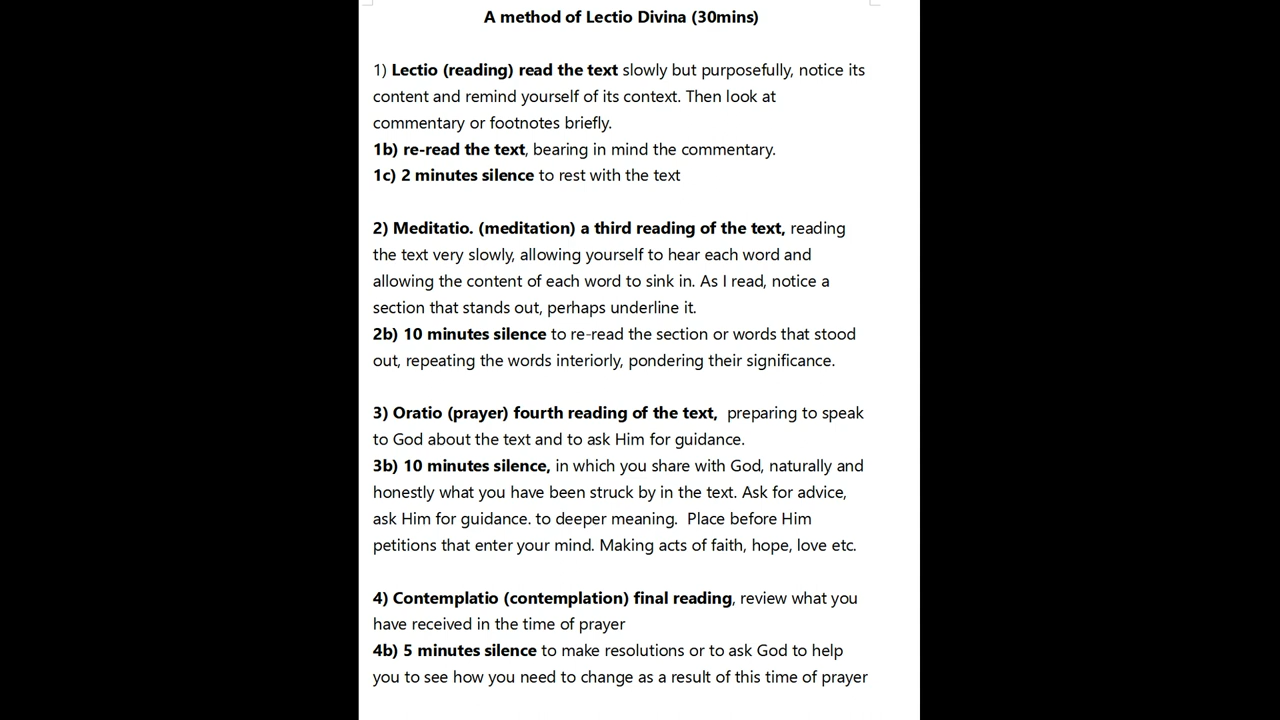 A method of Lectio Divina (30mins)
1) Lectio (reading) read the text slowly but purposefully, notice its
content and remind yourself of its context. Then look at
commentary or footnotes briefly.
1b) re-read the text, bearing in mind the commentary.
1c) 2 minutes silence to rest with the text
2) Meditatio. (meditation) a third reading of the text, reading
the text very slowly, allowing yourself to hear each word and
allowing the content of each word to sink in. As I read, notice a
section that stands out, perhaps underline it.
2b) 10 minutes silence to re-read the section or words that stood
out, repeating the words interiorly, pondering their significance.
3) Oratio (prayer) fourth reading of the text,  preparing to speak
to God about the text and to ask Him for guidance.
3b) 10 minutes silence, in which you share with God, naturally and
honestly what you have been struck by in the text. Ask for advice,
ask Him for guidance. to deeper meaning.  Place before Him
petitions that enter your mind. Making acts of faith, hope, love etc.
4) Contemplatio (contemplation) final reading, review what you
have received in the time of prayer
4b) 5 minutes silence to make resolutions or to ask God to help
you to see how you need to change as a result of this time of prayer